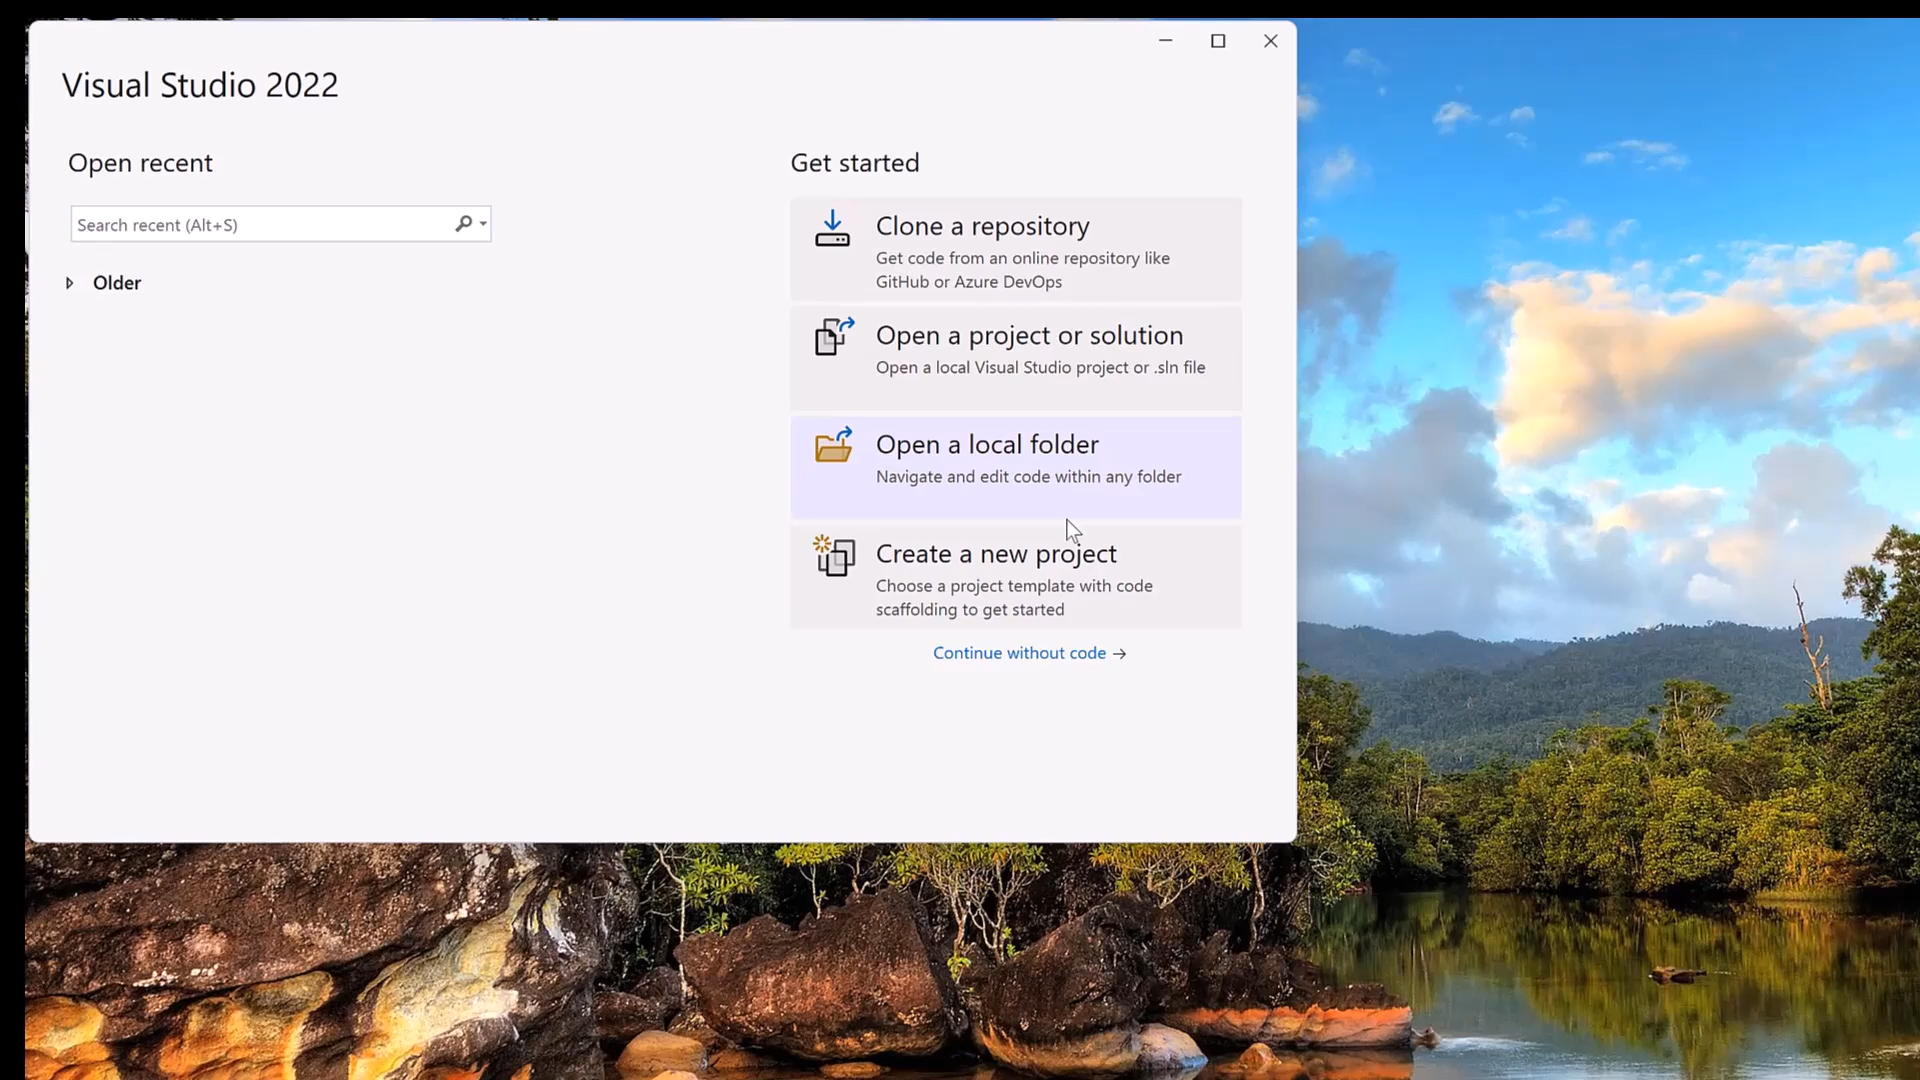 Visual Studio 2022
Open recent
Search recent (Alt+S)
Older
Get started
Clone a repository
Get code from an online repository like
GitHub or Azure DevOps
Open a project or solution
Open a local Visual Studio project or .sln file
Open a local folder
Navigate and edit code within any folder
Create a new project
Choose a project template with code
scaffolding to get started
Continue without code →